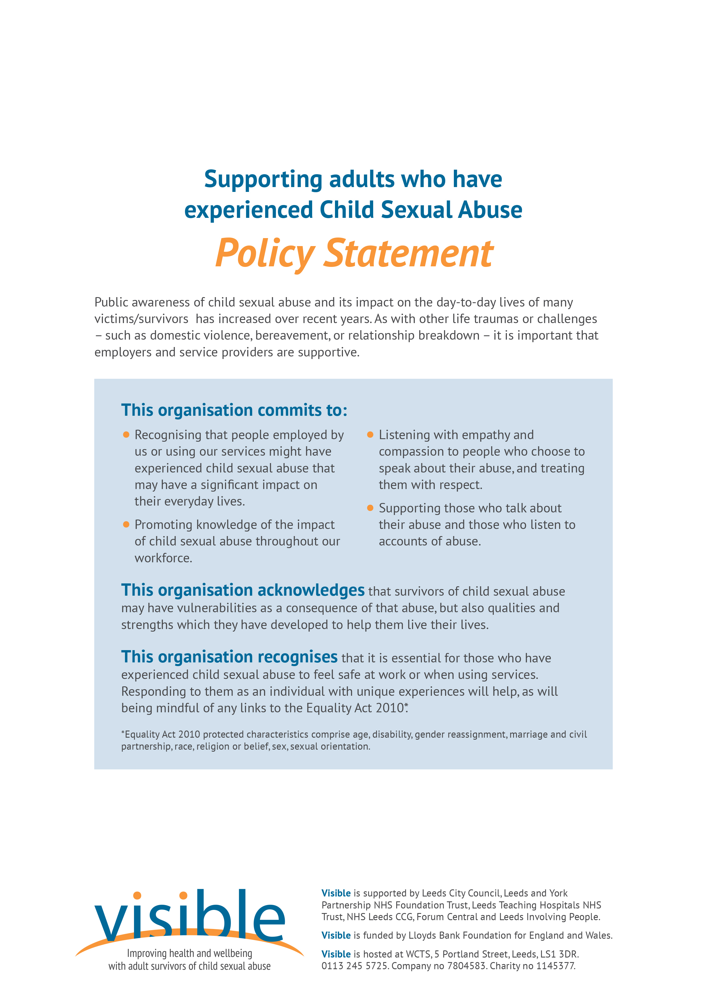 Supporting adults who have
experienced Child Sexual Abuse
Policy Statement
Public awareness of child sexual abuse and its impact on the day-to-day lives of many
victims/survivors  has increased over recent years. As with other life traumas or challenges
– such as domestic violence, bereavement, or relationship breakdown – it is important that
employers and service providers are supportive.
This organisation commits to:
• Recognising that people employed by
us or using our services might have
experienced child sexual abuse that
may have a significant impact on
their everyday lives.
• Promoting knowledge of the impact
of child sexual abuse throughout our
workforce.
• Listening with empathy and
compassion to people who choose to
speak about their abuse, and treating
them with respect.
• Supporting those who talk about
their abuse and those who listen to
accounts of abuse.
This organisation acknowledges that survivors of child sexual abuse
may have vulnerabilities as a consequence of that abuse, but also qualities and
strengths which they have developed to help them live their lives.
This organisation recognises that it is essential for those who have
experienced child sexual abuse to feel safe at work or when using services.
Responding to them as an individual with unique experiences will help, as will
being mindful of any links to the Equality Act 2010*.
*Equality Act 2010 protected characteristics comprise age, disability, gender reassignment, marriage and civil
partnership, race, religion or belief, sex, sexual orientation.
visible
Improving health and wellbeing
with adult survivors of child sexual abuse
Visible is supported by Leeds City Council, Leeds and York
Partnership NHS Foundation Trust, Leeds Teaching Hospitals NHS
Trust, NHS Leeds CCG, Forum Central and Leeds Involving People.
Visible is funded by Lloyds Bank Foundation for England and Wales.
Visible is hosted at WCTS, 5 Portland Street, Leeds, LS1 3DR.
0113 245 5725. Company no 7804583. Charity no 1145377.